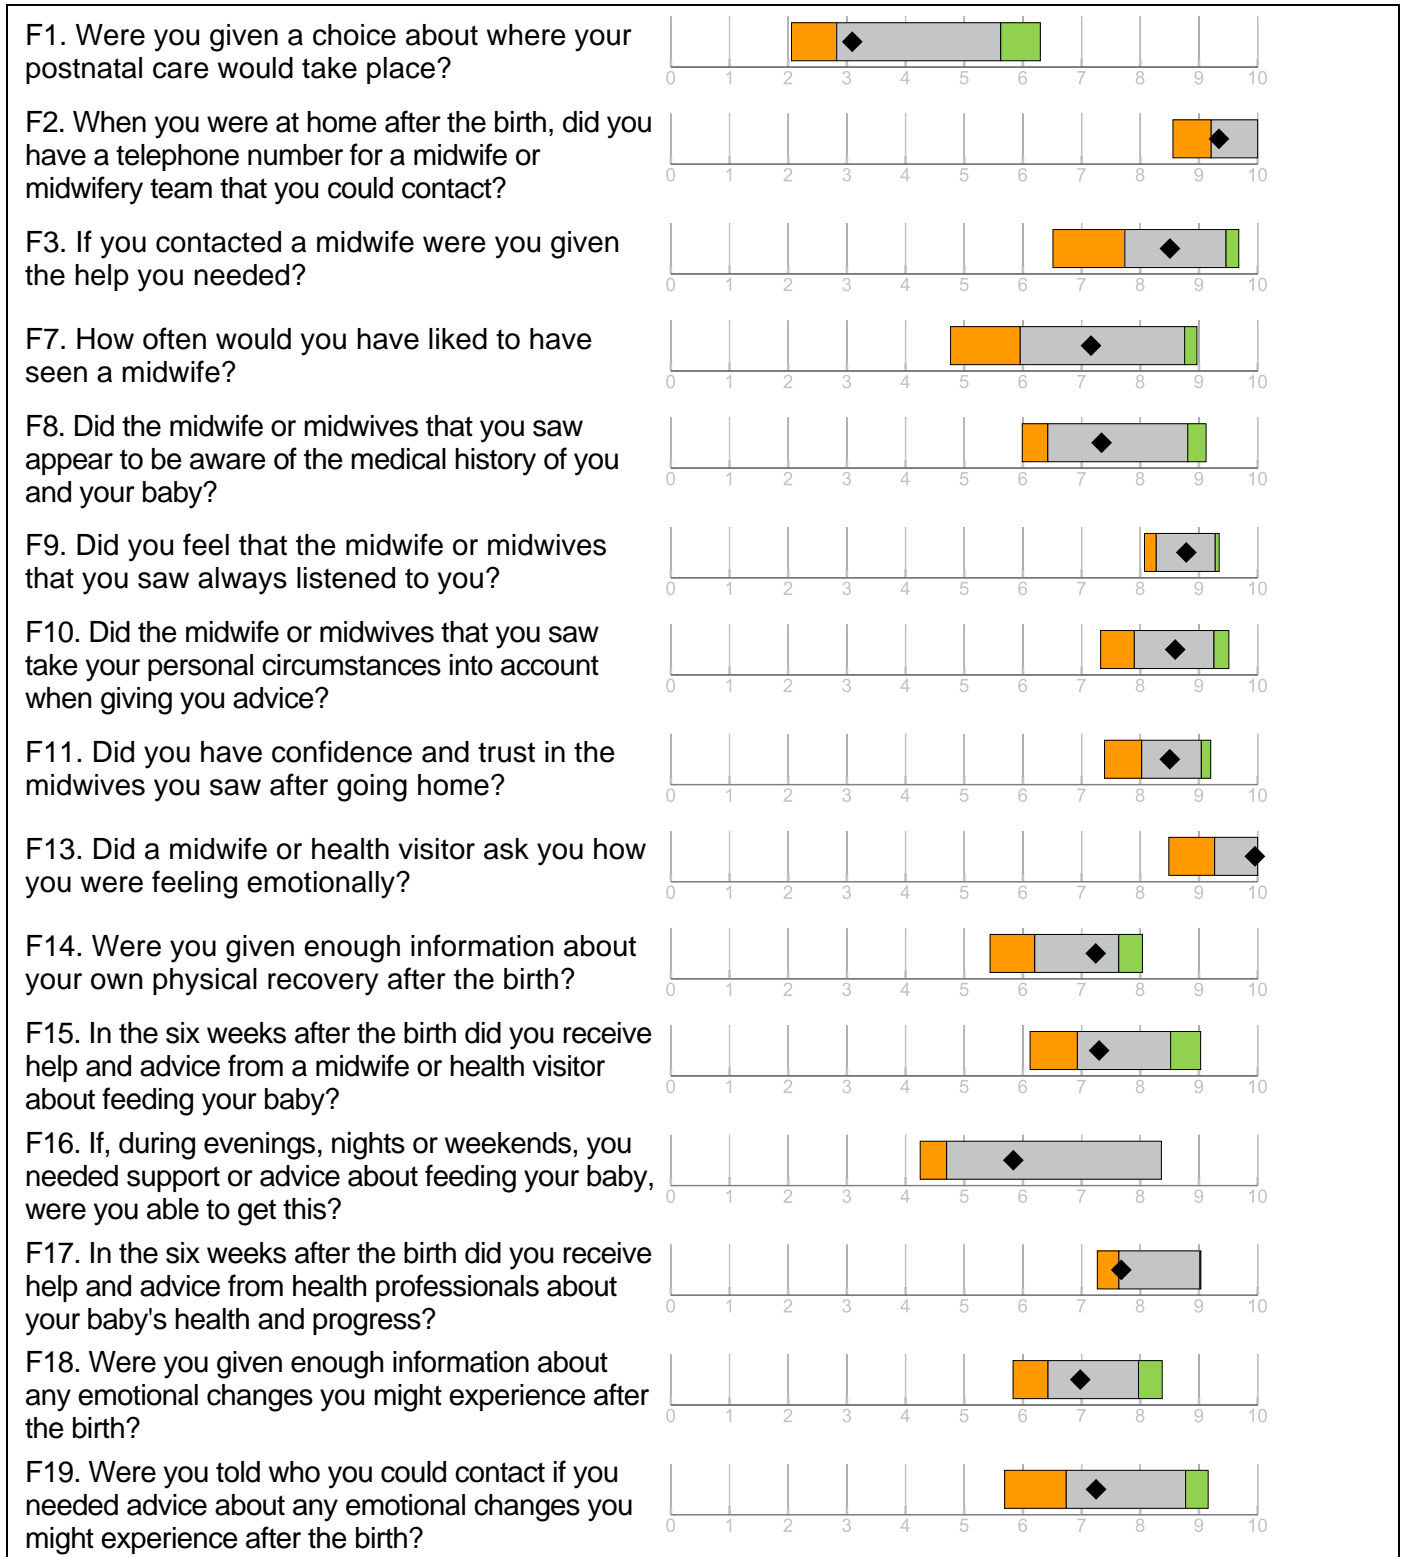 F1. Were you given a choice about where your
postnatal care would take place?
0 1 2 3 4 5 6 7 8 9 10
F2. When you were at home after the birth, did you
have a telephone number for a midwife or
midwifery team that you could contact?
0 1 2 3 4 5 6 7 8 9 10
F3. If you contacted a midwife were you given
the help you needed?
0 1 2 3 4 5 6 7 8 9 10
F7. How often would you have liked to have
seen a midwife?
0 1 2 3 4 5 6 7 8 9 10
F8. Did the midwife or midwives that you saw
appear to be aware of the medical history of you
and your baby?
0 1 2 3 4 5 6 7 8 9 10
F9. Did you feel that the midwife or midwives
that you saw always listened to you?
0 1 2 3 4 5 6 7 8 9 10
F10. Did the midwife or midwives that you saw
take your personal circumstances into account
when giving you advice?
0 1 2 3 4 5 6 7 8 9 10
F11. Did you have confidence and trust in the
midwives you saw after going home?
0 1 2 3 4 5 6 7 8 9 10
F13. Did a midwife or health visitor ask you how
you were feeling emotionally?
0 1 2 3 4 5 6 7 8 9 10
F14. Were you given enough information about
your own physical recovery after the birth?
0 1 2 3 4 5 6 7 8 9 10
F15. In the six weeks after the birth did you receive
help and advice from a midwife or health visitor
about feeding your baby?
0 1 2 3 4 5 6 7 8 9 10
F16. If, during evenings, nights or weekends, you
needed support or advice about feeding your baby,
were you able to get this?
0 1 2 3 4 5 6 7 8 9 10
F17. In the six weeks after the birth did you receive
help and advice from health professionals about
your baby's health and progress?
0 1 2 3 4 5 6 7 8 9 10
F18. Were you given enough information about
any emotional changes you might experience after
the birth?
0 1 2 3 4 5 6 7 8 9 10
F19. Were you told who you could contact if you
needed advice about any emotional changes you
might experience after the birth?
0 1 2 3 4 5 6 7 8 9 10